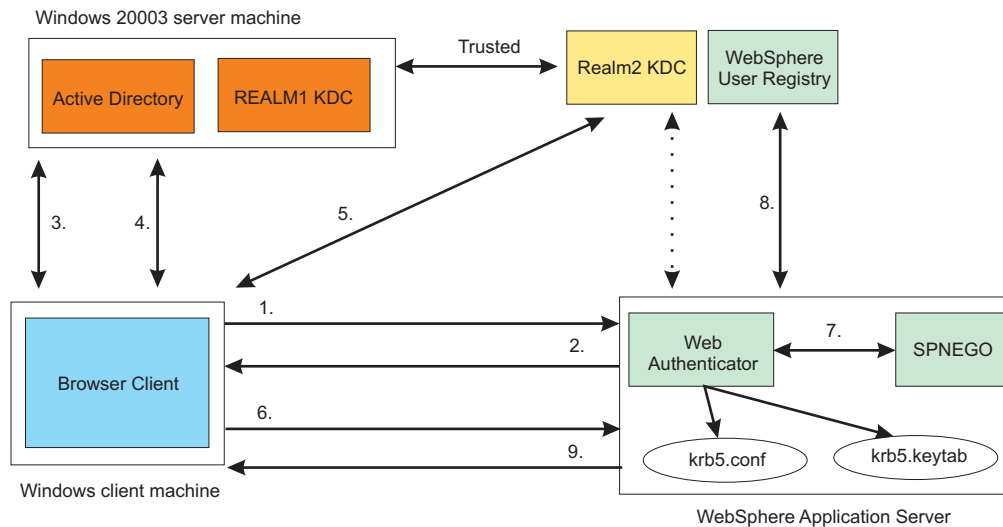 Windows 20003 server machine
Trusted
Active Directory
REALM1 KDC
Realm2 KDC
WebSphere
User Registry
3.
4.
5.
8.
1.
2.
7.
Browser Client
Web
Authenticator
SPNEGO
6.
9.
krb5.conf
krb5.keytab
Windows client machine
WebSphere Application Server